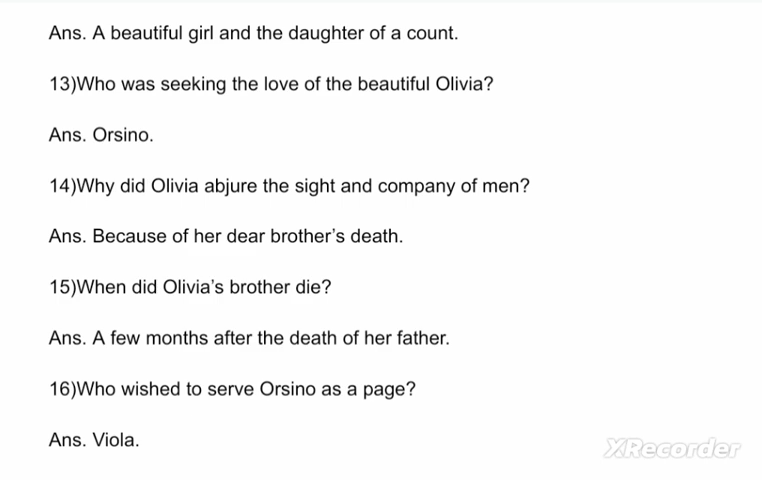 Ans. A beautiful girl and the daughter of a count.
13)Who was seeking the love of the beautiful Olivia?
Ans. Orsino.
14)Why did Olivia abjure the sight and company of men?
Ans. Because of her dear brother’s death.
15)When did Olivia’s brother die?
Ans. A few months after the death of her father.
16)Who wished to serve Orsino as a page?
Ans. Viola.
XRecorder